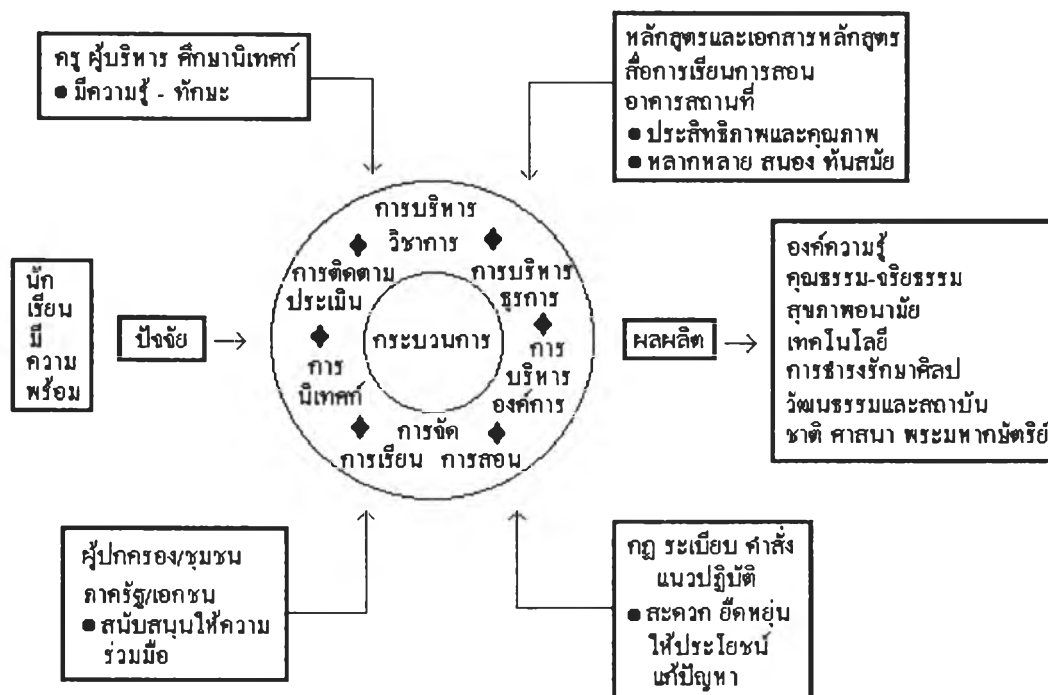 ครู ผู้บริหาร ศึกษานิเทศก์
● มีความรู้ - ทักษะ
หลักสูตรและเอกสารหลักสูตร
สื่อการเรียนการสอน
อาคารสถานที่
● ประสิทธิภาพและคุณภาพ
● หลากหลาย สนอง ทันสมัย
นัก
เรียน
มี
ความ
พร้อม
ปัจจัย
การบริหาร
วิชาการ
การบริหาร
ธุรการ
การ
บริหาร
องค์การ
การจัด
การเรียน การสอน
การ
นิเทศก์
การติดตาม
ประเมิน
กระบวนการ
ผลผลิต
องค์ความรู้
คุณธรรม-จริยธรรม
สุขภาพอนามัย
เทคโนโลยี
การธำรงรักษาศิลป
วัฒนธรรมและสถาบัน
ชาติ ศาสนา พระมหากษัตริย์
ผู้ปกครอง/ชุมชน
ภาครัฐ/เอกชน
● สนับสนุนให้ความ
ร่วมมือ
กฎ ระเบียบ คำสั่ง
แนวปฏิบัติ
● สะดวก ยืดหยุ่น
ให้ประโยชน์
แก้ปัญหา